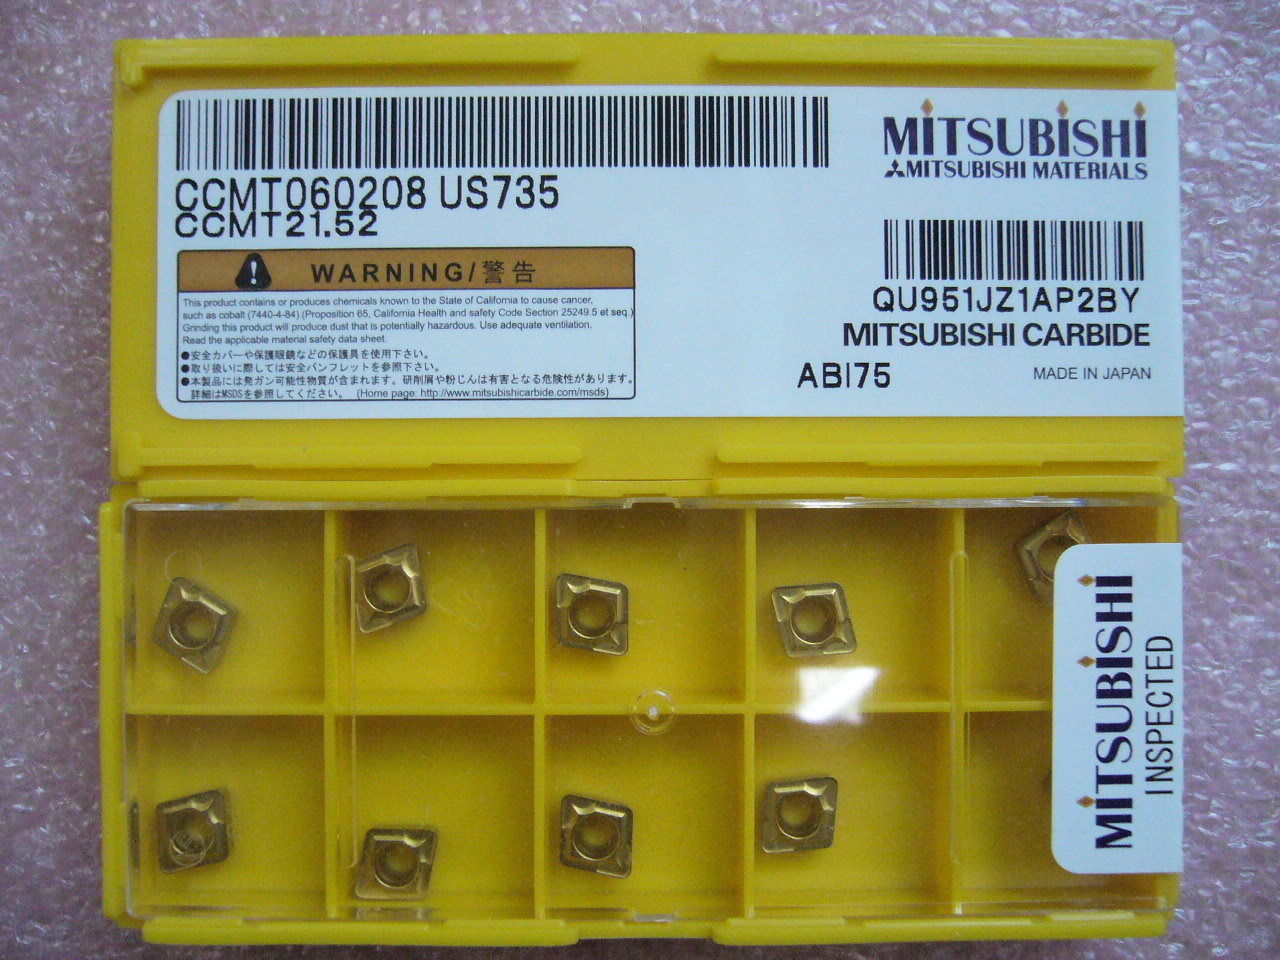 CCMT060208 US735
CCMT21.52
WARNING/警告
This product contains or produces chemicals known to the State of California to cause cancer,
such as cobalt (7440-4-84).(Proposition 65, California Health and safety Code Section 25249.5 et seq.)
Grinding this product will produce dust that is potentially hazardous. Use adequate ventilation.
Read the applicable material safety data sheet.
●安全カバーや保護眼鏡などの保護具を使用下さい。
●取り扱いに際しては安全パンフレットを参照下さい。
●本製品には発ガン可能性物質が含まれます。研削屑や粉じんは有害となる危険性があります。
詳細はMSDSを参照してください。 (Home page: http://www.mitsubishicarbide.com/msds)
MITSUBISHI
MITSUBISHI MATERIALS
QU951JZ1AP2BY
MITSUBISHI CARBIDE
ABI75
MADE IN JAPAN
MITSUBISHI
INSPECTED